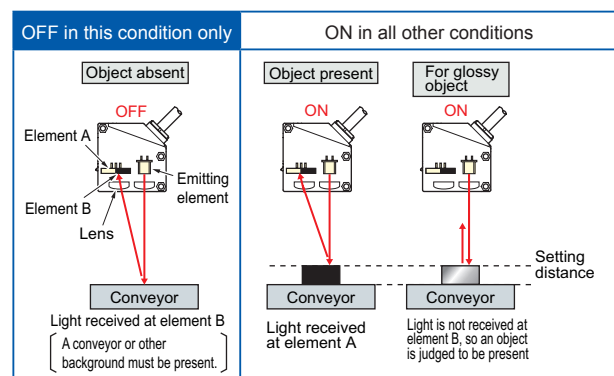 OFF in this condition only
ON in all other conditions
Object absent
Object present
For glossy
object
OFF
ON
ON
Element A
Element B
Lens
Emitting
element
Setting
distance
Conveyor
Conveyor
Conveyor
Light received at element B
A conveyor or other
background must be present.
Light received
at element A
Light is not received at
element B, so an object
is judged to be present